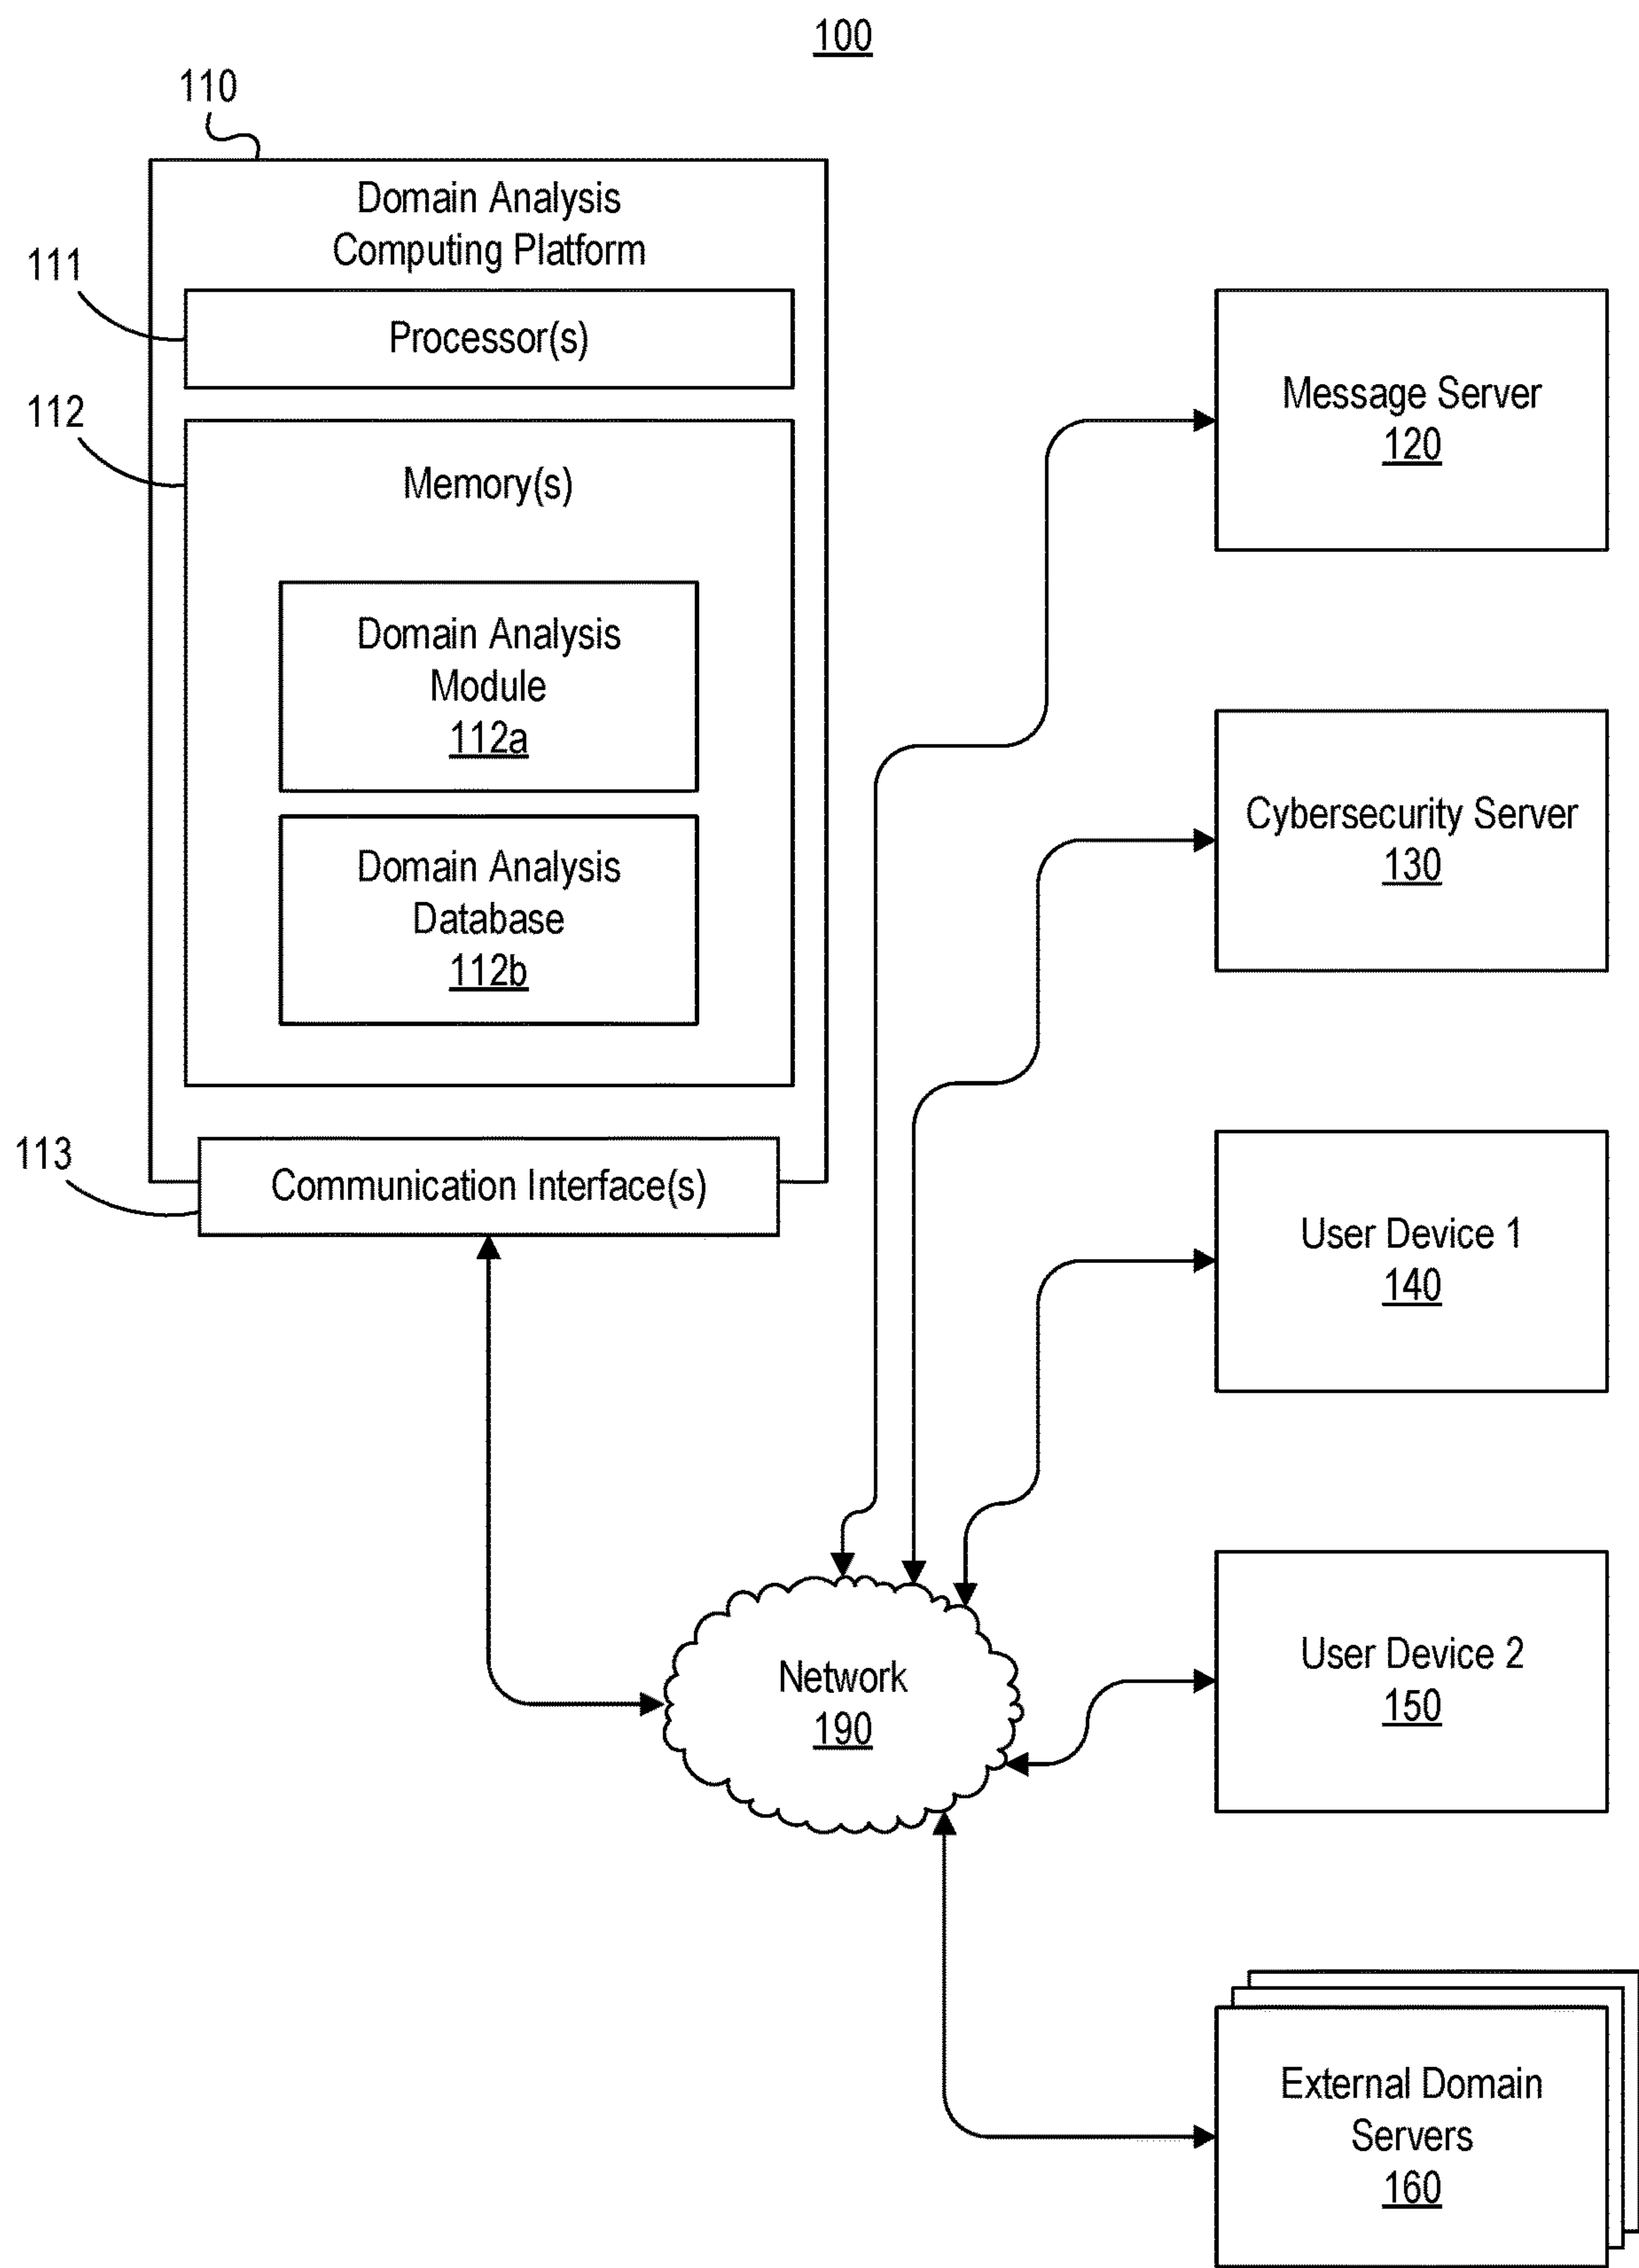 100
110
Domain Analysis
Computing Platform
111
Processor(s)
112
Memory(s)
Domain Analysis
Module
112a
Domain Analysis
Database
112b
113
Communication Interface(s)
Message Server
120
Cybersecurity Server
130
User Device 1
140
User Device 2
150
Network
190
External Domain
Servers
160